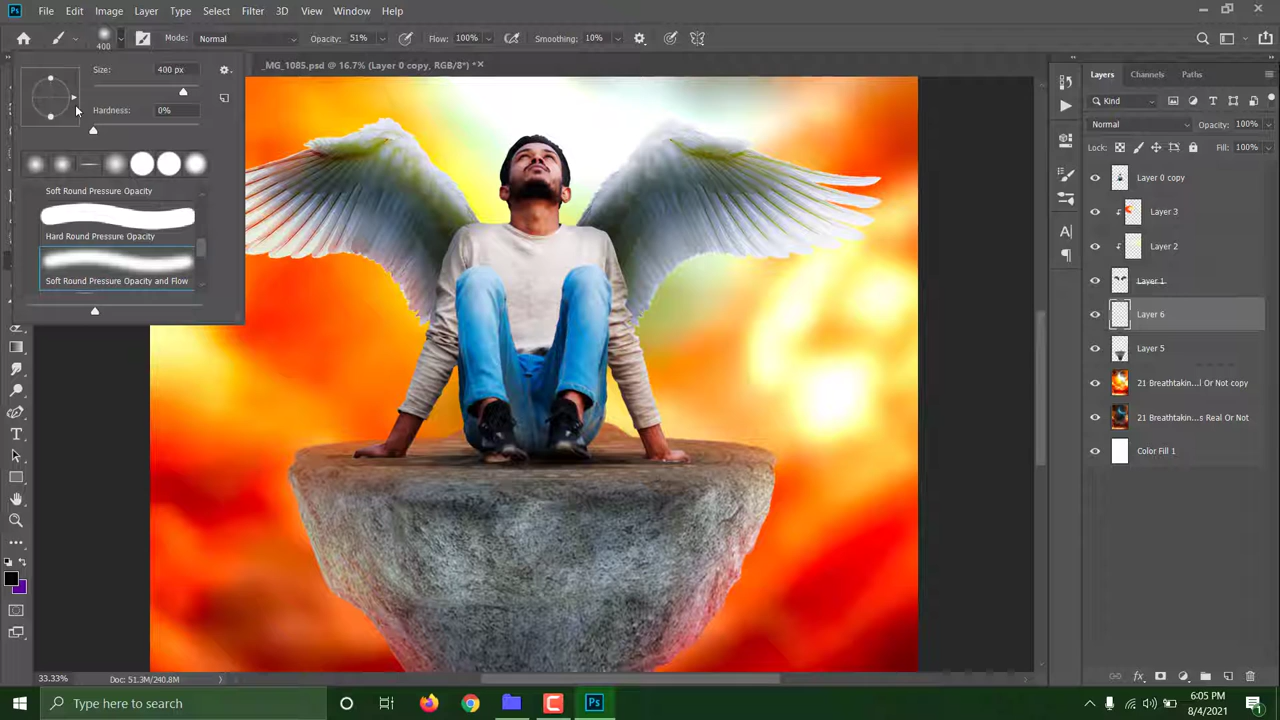 Ps File Edit Image Layer Type Select Filter 3D View Window Help
400 Mode: Normal Opacity: 51% Flow: 100% Smoothing: 10%
_MG_1085.psd @ 16.7% (Layer 0 copy, RGB/8*) *
Size: 400 px
Hardness: 0%
Soft Round Pressure Opacity
Hard Round Pressure Opacity
Soft Round Pressure Opacity and Flow
Layers Channels Paths
Kind
Normal Opacity: 100%
Lock: Fill: 100%
Layer 0 copy
Layer 3
Layer 2
Layer 1
Layer 6
Layer 5
21 Breathtakin...l Or Not copy
21 Breathtakin...s Real Or Not
Color Fill 1
33.33% Doc: 51.3M/240.8M
Type here to search
Ps
6:05 PM
8/4/2021
1